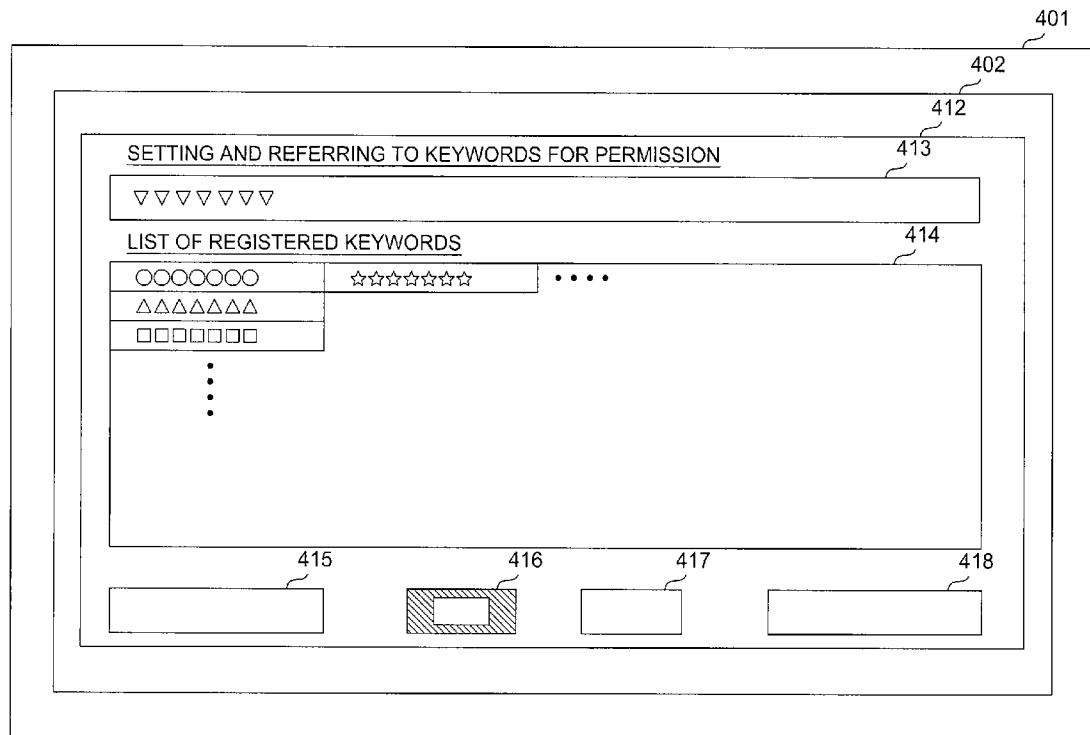 401
402
412
SETTING AND REFERRING TO KEYWORDS FOR PERMISSION
413
▽▽▽▽▽▽▽
LIST OF REGISTERED KEYWORDS
414
○○○○○○○ ☆☆☆☆☆☆☆ ••••
△△△△△△△
□□□□□□□
415 416 417 418